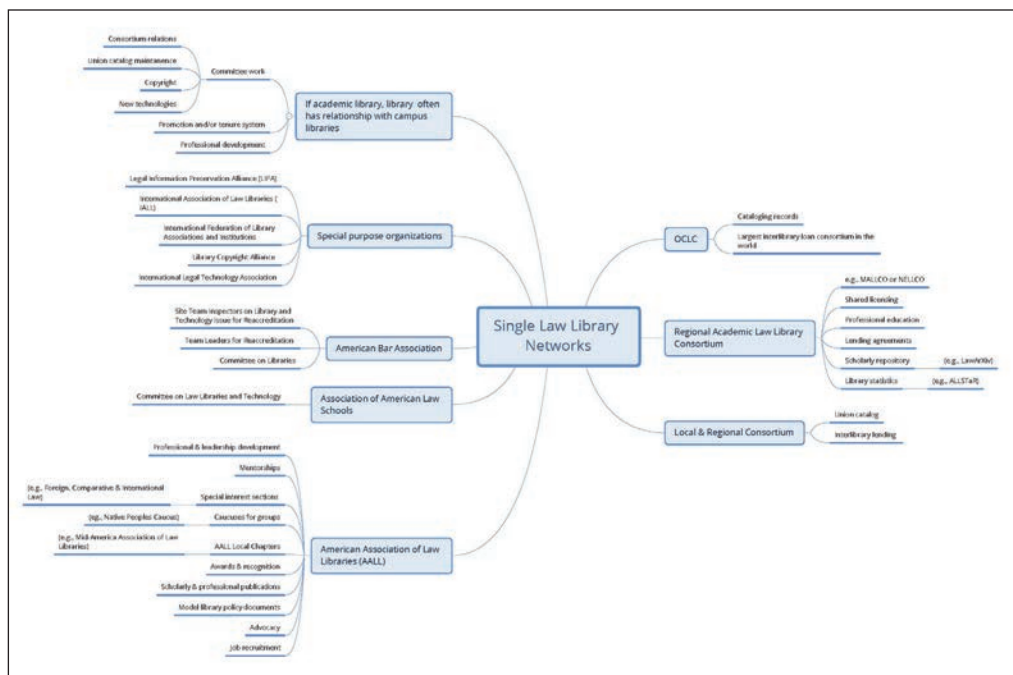 Single Law Library
Networks
If academic library, library often
has relationship with campus
libraries
Committee work
Consortium relations
Union catalog maintanence
Copyright
New technologies
Promotion and/or tenure system
Professional development
Special purpose organizations
Legal Information Preservation Alliance (LIPA)
International Association of Law Libraries (
IALL)
International Federation of Library
Associations and Institutions
Library Copyright Alliance
International Legal Technology Association
American Bar Association
Site Team Inspectors on Library and
Technology Issue for Reaccreditation
Team Leaders for Reaccreditation
Committee on Libraries
Association of American Law
Schools
Committee on Law Libraries and Technology
American Association of Law
Libraries (AALL)
Professional & leadership development
Mentorships
Special interest sections
(e.g., Foreign, Comparative & International
Law)
Caucuses for groups
(eg., Native Peoples Caucus)
AALL Local Chapters
(e.g., Mid-America Association of Law
Libraries)
Awards & recognition
Scholarly & professional publications
Model library policy documents
Advocacy
Job recruitment
OCLC
Cataloging records
Largest interlibrary loan consortium in the
world
Regional Academic Law Library
Consortium
e.g., MALLCO or NELLCO
Shared licensing
Professional education
Lending agreements
Scholarly repository
(e.g., LawArXiv)
Library statistics
(e.g., ALLSTaR)
Local & Regional Consortium
Union catalog
Interlibrary lending